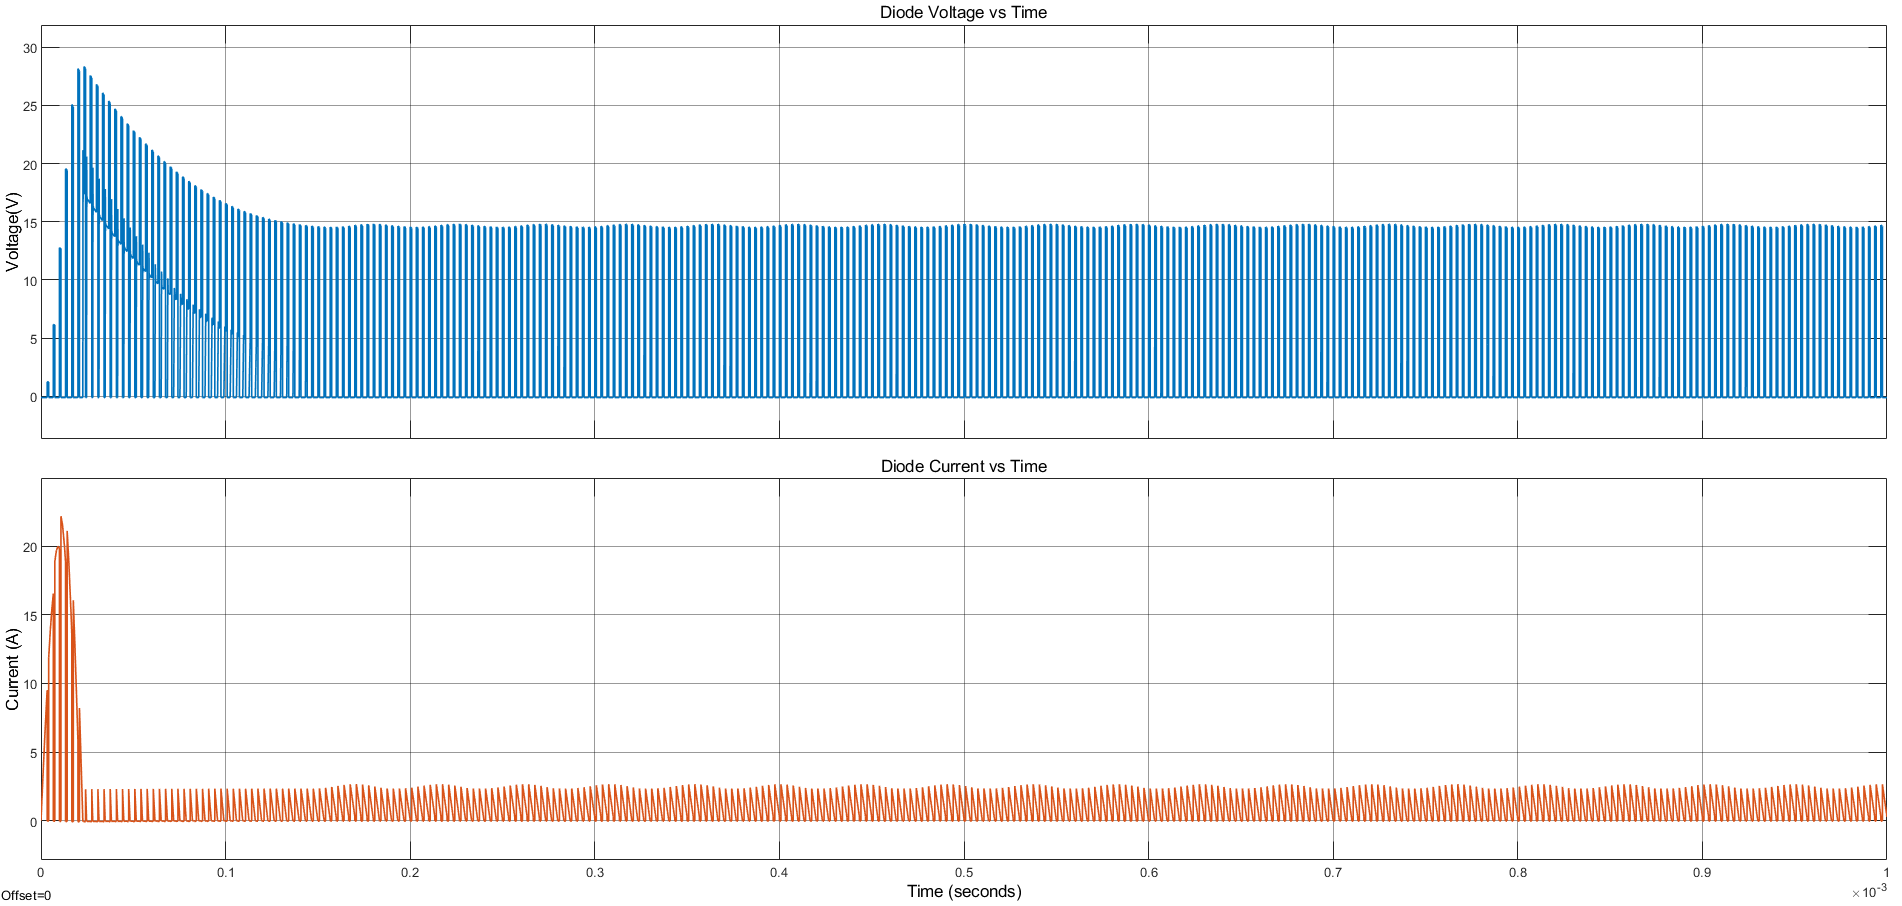 Diode Voltage vs Time
30
25
20
15
10
5
0
Voltage(V)
Diode Current vs Time
20
15
10
5
0
Current (A)
0 0.1 0.2 0.3 0.4 0.5 0.6 0.7 0.8 0.9 1
Time (seconds)
×10-3
Offset=0